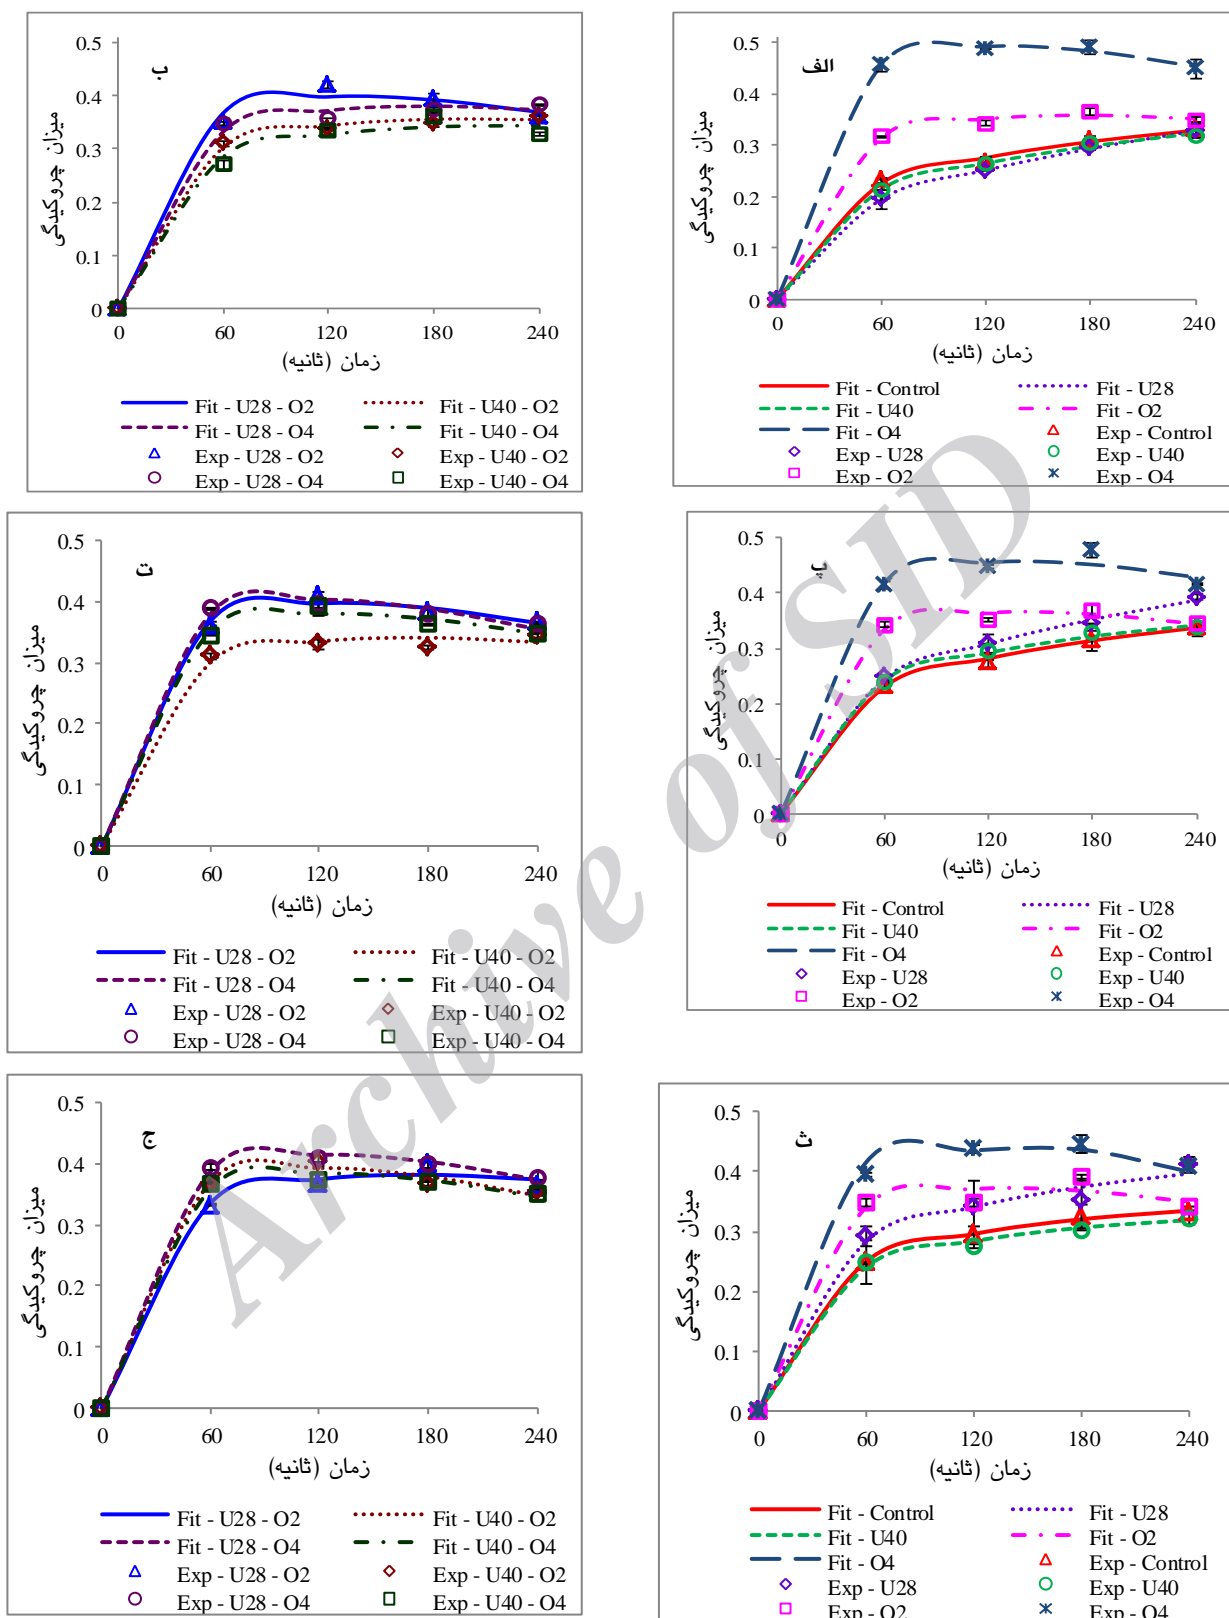 الف
میزان چروکیدگی
0.5
0.4
0.3
0.2
0.1
0
0 60 120 180 240
زمان (ثانیه)
Fit - Control Fit - U28
Fit - U40 Fit - O2
Fit - O4 Exp - Control
Exp - U28 Exp - U40
Exp - O2 Exp - O4
ب
میزان چروکیدگی
0.5
0.4
0.3
0.2
0.1
0
0 60 120 180 240
زمان (ثانیه)
Fit - U28 - O2 Fit - U40 - O2
Fit - U28 - O4 Fit - U40 - O4
Exp - U28 - O2 Exp - U40 - O2
Exp - U28 - O4 Exp - U40 - O4
پ
میزان چروکیدگی
0.5
0.4
0.3
0.2
0.1
0
0 60 120 180 240
زمان (ثانیه)
Fit - Control Fit - U28
Fit - U40 Fit - O2
Fit - O4 Exp - Control
Exp - U28 Exp - U40
Exp - O2 Exp - O4
ت
میزان چروکیدگی
0.5
0.4
0.3
0.2
0.1
0
0 60 120 180 240
زمان (ثانیه)
Fit - U28 - O2 Fit - U40 - O2
Fit - U28 - O4 Fit - U40 - O4
Exp - U28 - O2 Exp - U40 - O2
Exp - U28 - O4 Exp - U40 - O4
ث
میزان چروکیدگی
0.5
0.4
0.3
0.2
0.1
0
0 60 120 180 240
زمان (ثانیه)
Fit - Control Fit - U28
Fit - U40 Fit - O2
Fit - O4 Exp - Control
Exp - U28 Exp - U40
Exp - O2 Exp - O4
ج
میزان چروکیدگی
0.5
0.4
0.3
0.2
0.1
0
0 60 120 180 240
زمان (ثانیه)
Fit - U28 - O2 Fit - U40 - O2
Fit - U28 - O4 Fit - U40 - O4
Exp - U28 - O2 Exp - U40 - O2
Exp - U28 - O4 Exp - U40 - O4
Archive of SID